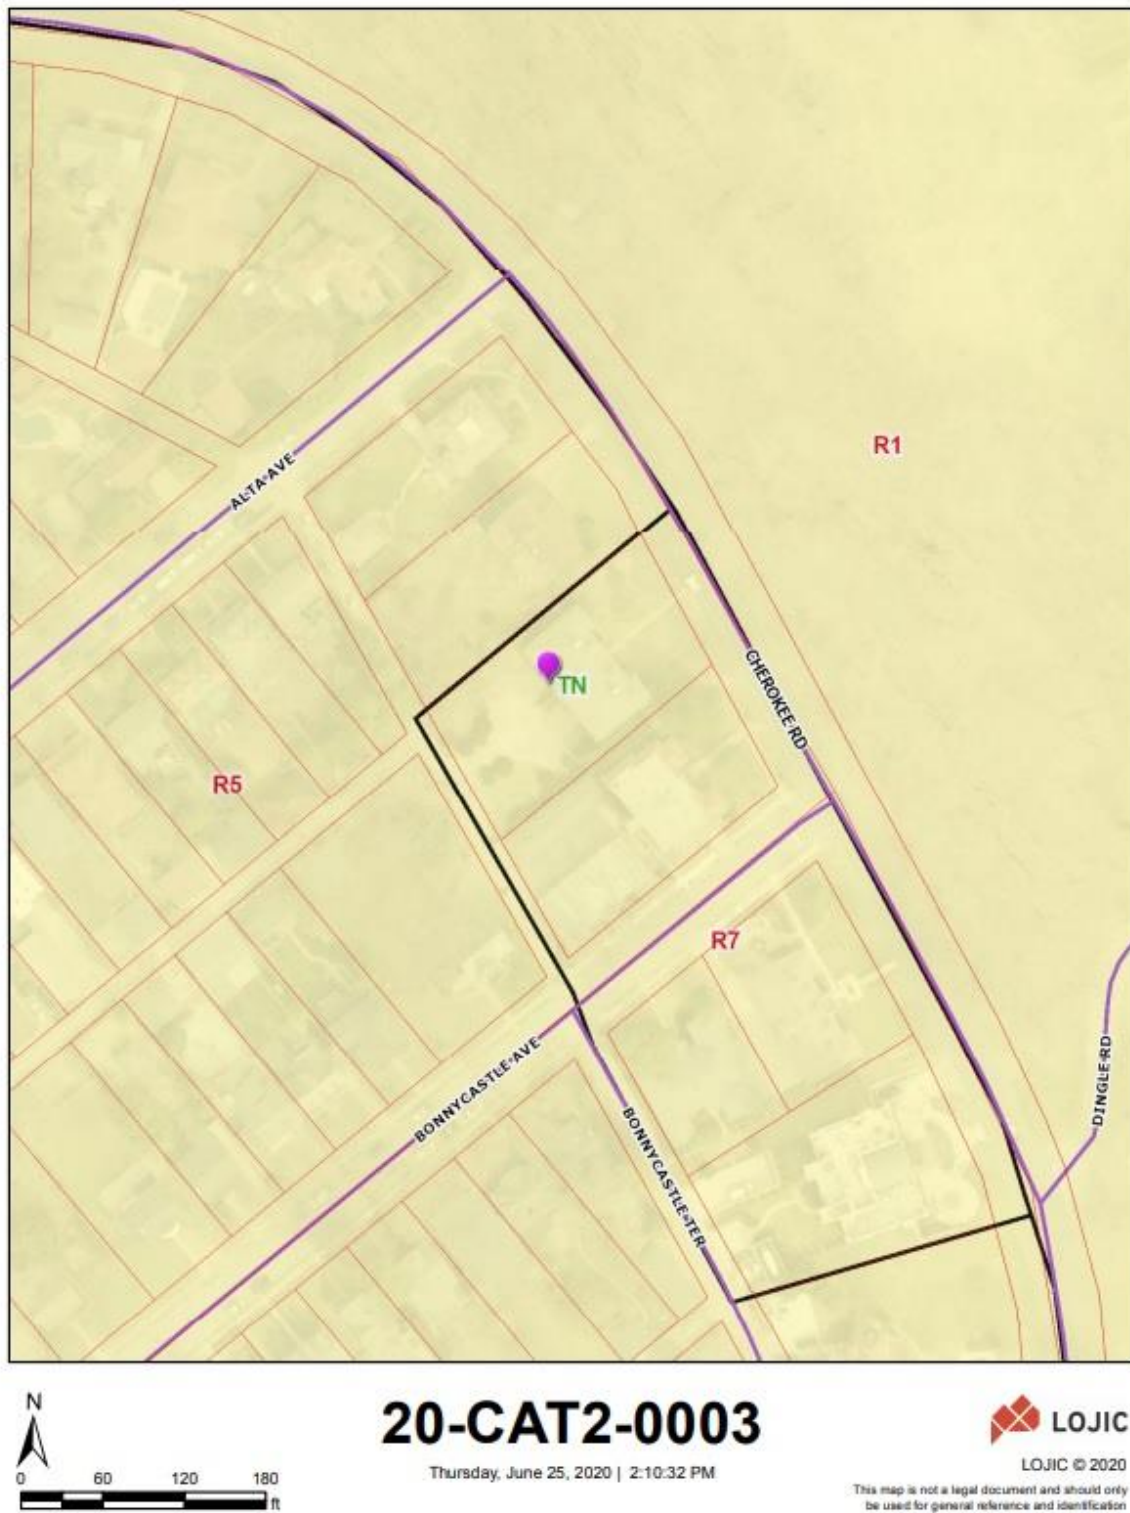 R1
ALTA AVE
TN
CHEROKEE RD
R5
R7
DINGLE RD
BONNYCASTLE AVE
BONNYCASTLE TER
N
0 60 120 180
ft
20-CAT2-0003
Thursday, June 25, 2020 | 2:10:32 PM
LOJIC
LOJIC © 2020
This map is not a legal document and should only
be used for general reference and identification